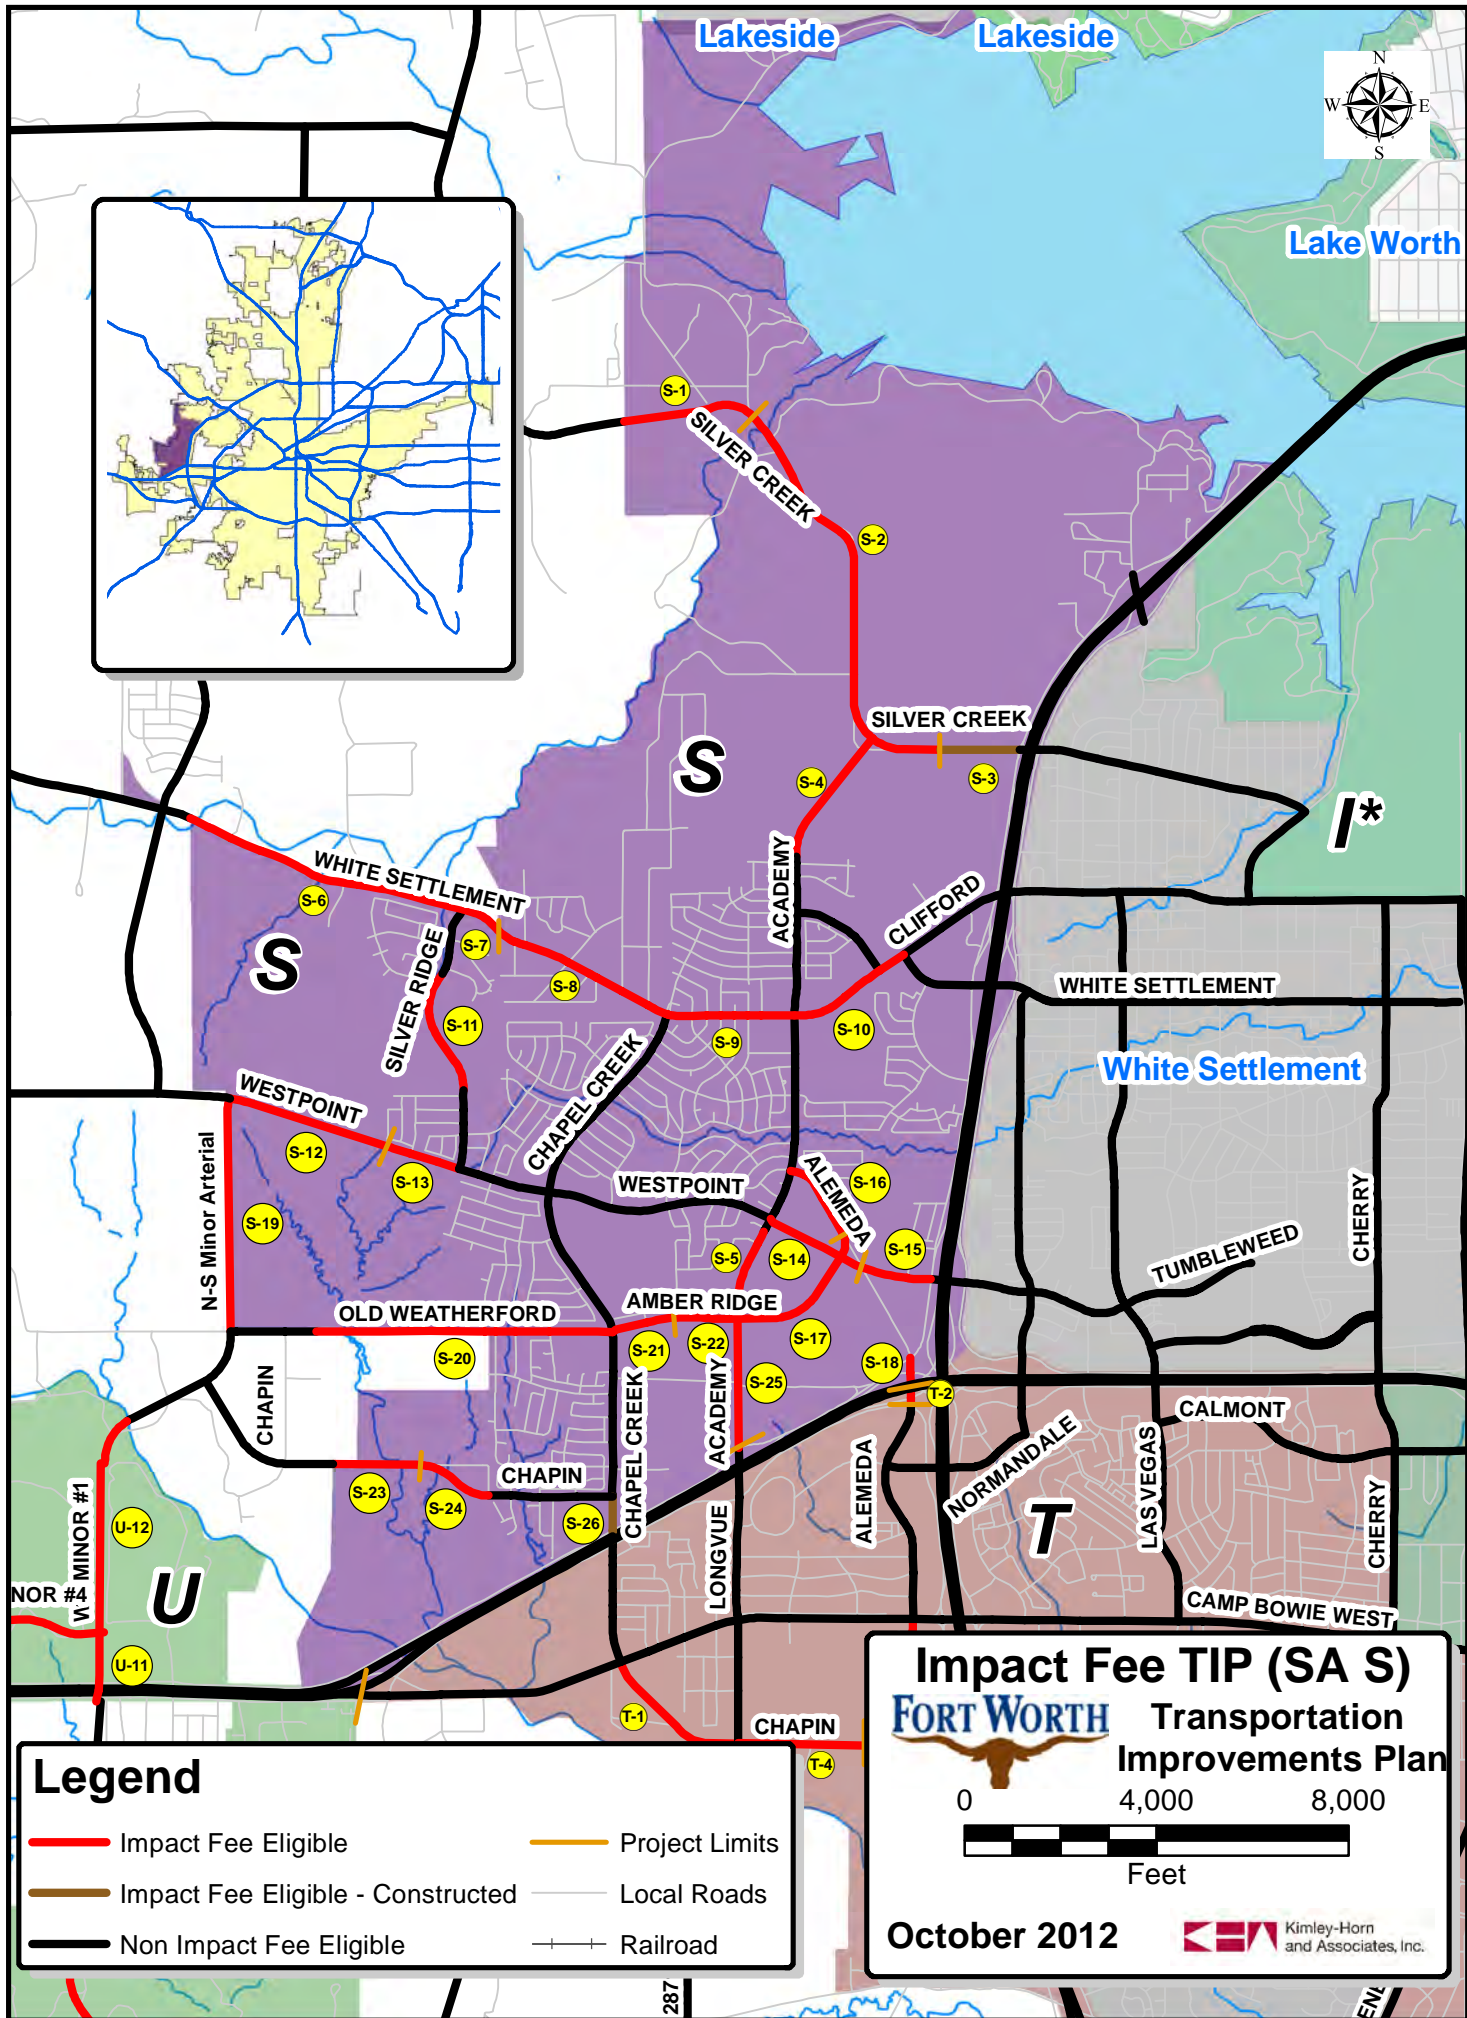 Lakeside
Lakeside
N
W
E
S
Lake Worth
S-1
SILVER CREEK
S-2
SILVER CREEK
S
S-4
S-3
I*
ACADEMY
WHITE SETTLEMENT
S-6
CLIFFORD
S-7
SILVER RIDGE
S
S-8
WHITE SETTLEMENT
S-11
S-10
S-9
CHAPEL CREEK
White Settlement
WESTPOINT
N-S Minor Arterial
S-12
S-13
ALEMEDA
S-16
WESTPOINT
CHERRY
S-19
S-5
S-14
S-15
TUMBLEWEED
AMBER RIDGE
OLD WEATHERFORD
S-20
S-21
S-22
S-17
S-18
S-25
T-2
CHAPIN
CHAPEL CREEK
ACADEMY
CALMONT
NORMANDALE
LAS VEGAS
ALEMEDA
CHAPIN
S-23
S-24
S-26
U-12
MINOR #1
W
LONGVUE
T
CHERRY
NOR #4
U
CAMP BOWIE WEST
U-11
T-1
CHAPIN
T-4
Impact Fee TIP (SA S)
FORT WORTH
Transportation
Improvements Plan
0 4,000 8,000
Feet
October 2012
Kimley-Horn
and Associates, Inc.
Legend
Impact Fee Eligible
Project Limits
Impact Fee Eligible - Constructed
Local Roads
Non Impact Fee Eligible
Railroad
287